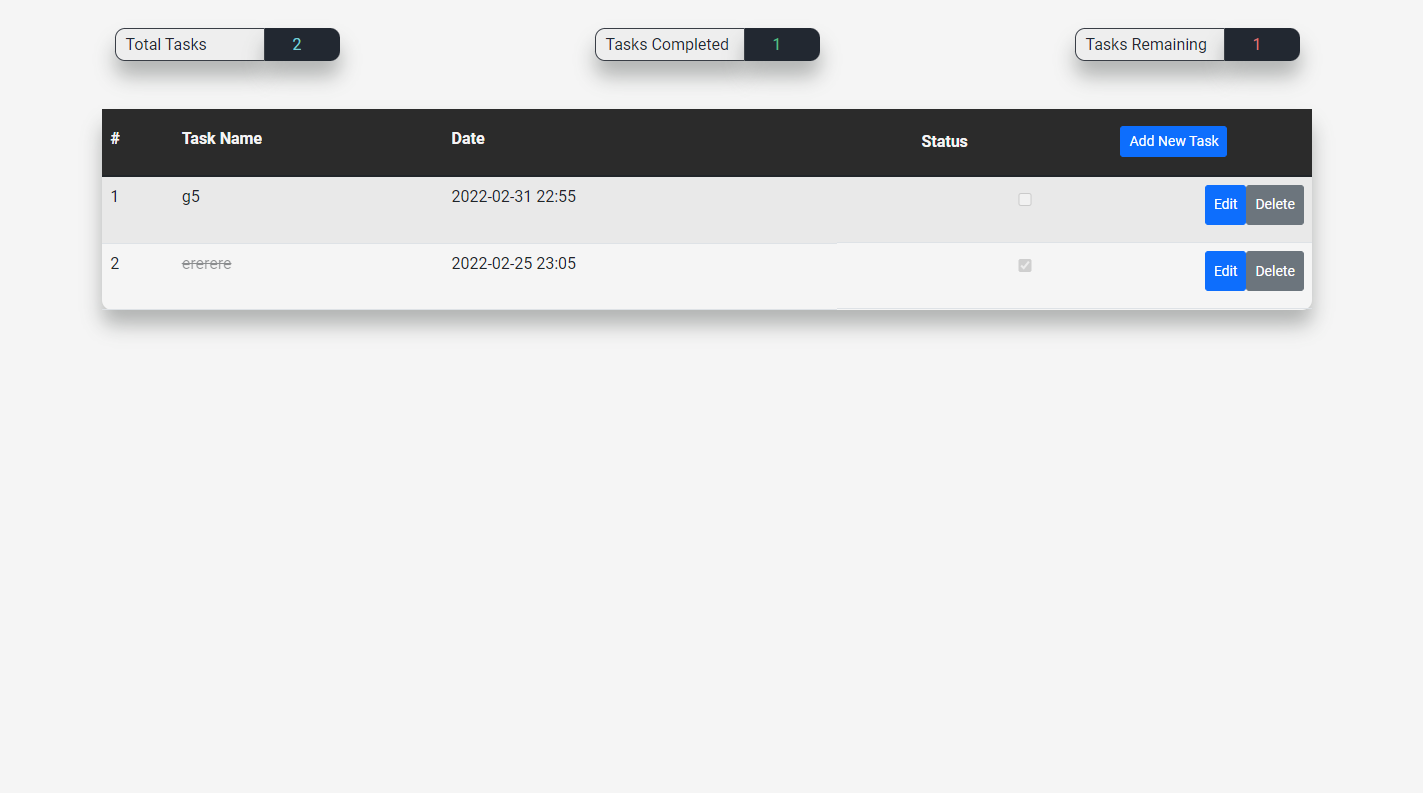 Total Tasks 2 Tasks Completed 1 Tasks Remaining 1
# Task Name Date Status Add New Task
1 g5 2022-02-31 22:55 Edit Delete
2 ererere 2022-02-25 23:05 Edit Delete